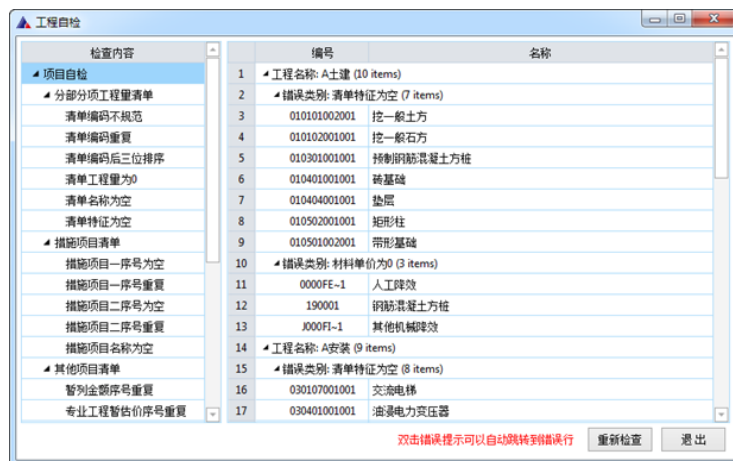 工程自检
检查内容
项目自检
分部分项工程量清单
清单编码不规范
清单编码重复
清单编码后三位排序
清单工程量为0
清单名称为空
清单特征为空
措施项目清单
措施项目一序号为空
措施项目一序号重复
措施项目二序号为空
措施项目二序号重复
措施项目名称为空
其他项目清单
暂列金额序号重复
专业工程暂估价序号重复
编号 名称
1 工程名称: A土建 (10 items)
2 错误类别: 清单特征为空 (7 items)
3 010101002001 挖一般土方
4 010102001001 挖一般石方
5 010301001001 预制钢筋混凝土方桩
6 010401001001 砖基础
7 010404001001 垫层
8 010502001001 矩形柱
9 010501002001 带形基础
10 错误类别: 材料单价为0 (3 items)
11 0000FE~1 人工降效
12 190001 钢筋混凝土方桩
13 J000FI~1 其他机械降效
14 工程名称: A安装 (9 items)
15 错误类别: 清单特征为空 (8 items)
16 030107001001 交流电梯
17 030401001001 油浸电力变压器
双击错误提示可以自动跳转到错误行 重新检查 退出